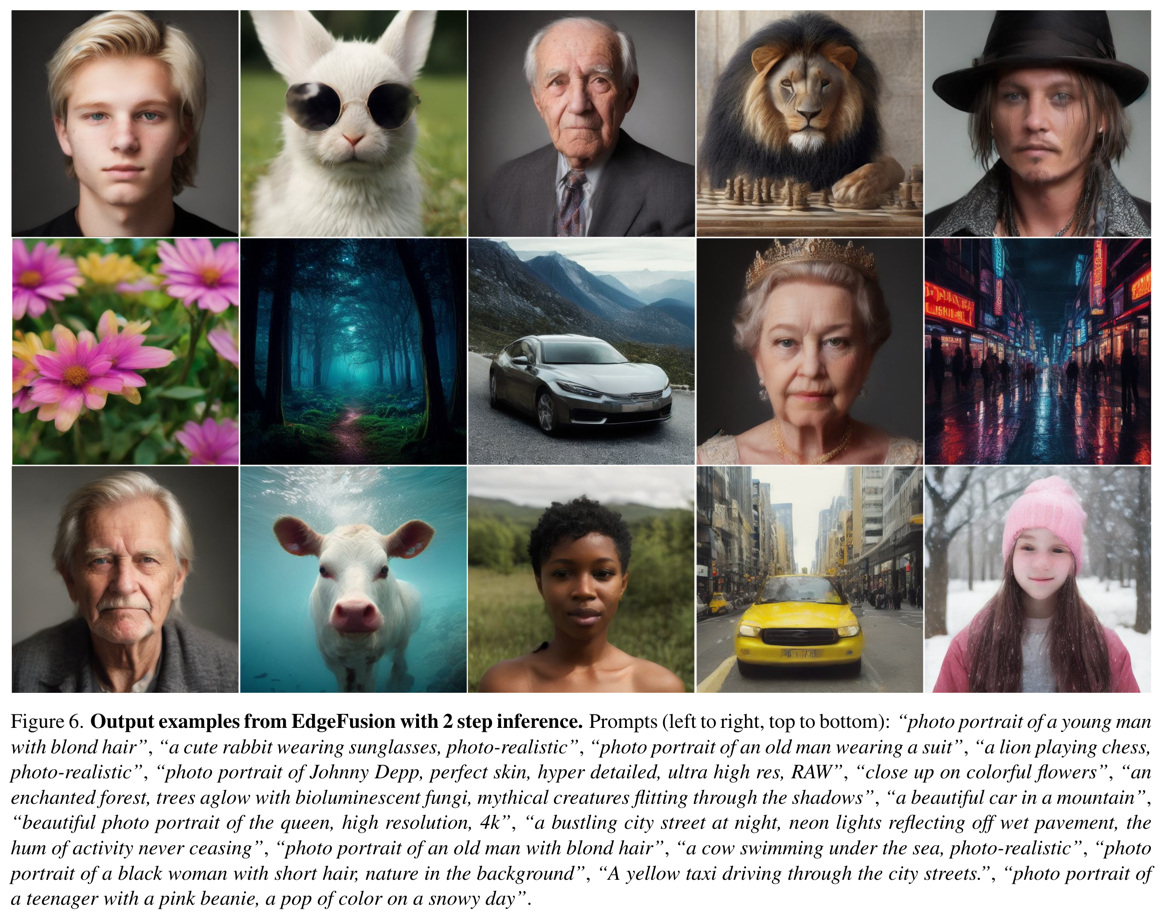 Figure 6. Output examples from EdgeFusion with 2 step inference. Prompts (left to right, top to bottom): “photo portrait of a young man
with blond hair”, “a cute rabbit wearing sunglasses, photo-realistic”, “photo portrait of an old man wearing a suit”, “a lion playing chess,
photo-realistic”, “photo portrait of Johnny Depp, perfect skin, hyper detailed, ultra high res, RAW”, “close up on colorful flowers”, “an
enchanted forest, trees aglow with bioluminescent fungi, mythical creatures flitting through the shadows”, “a beautiful car in a mountain”,
“beautiful photo portrait of the queen, high resolution, 4k”, “a bustling city street at night, neon lights reflecting off wet pavement, the
hum of activity never ceasing”, “photo portrait of an old man with blond hair”, “a cow swimming under the sea, photo-realistic”, “photo
portrait of a black woman with short hair, nature in the background”, “A yellow taxi driving through the city streets.”, “photo portrait of
a teenager with a pink beanie, a pop of color on a snowy day”.